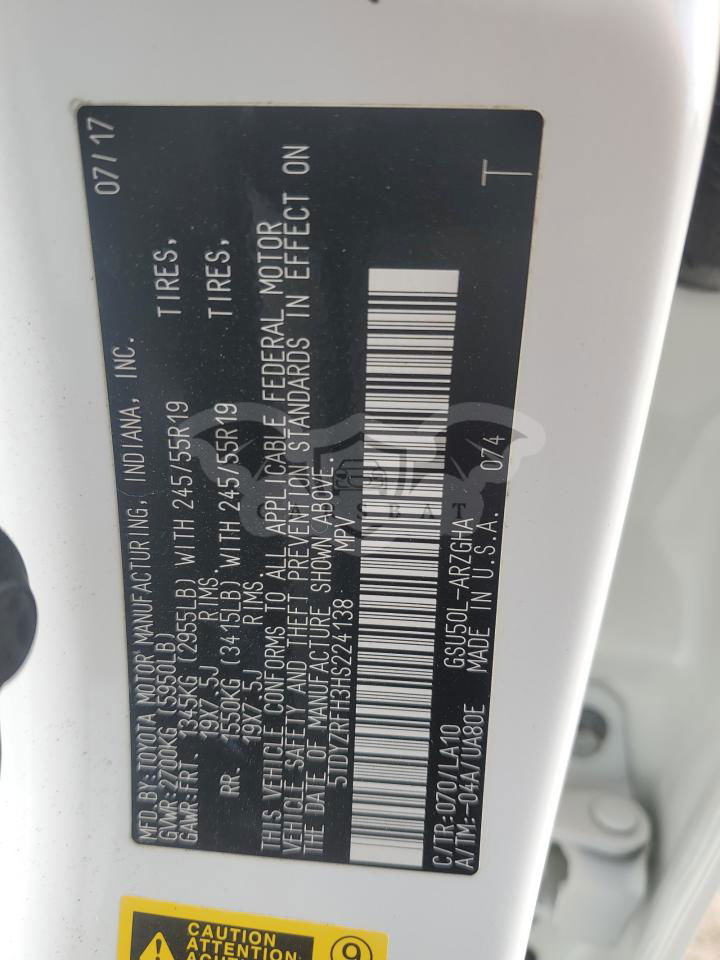 MFD.BY:TOYOTA MOTOR MANUFACTURING, INDIANA, INC. 07/17
GVWR:2700KG (5950LB)
GAWR:FRT 1345KG (2955LB) WITH 245/55R19 TIRES,
19X7.5J RIMS,
RR. 1550KG (3415LB) WITH 245/55R19 TIRES,
19X7.5J RIMS.
THIS VEHICLE CONFORMS TO ALL APPLICABLE FEDERAL MOTOR
VEHICLE SAFETY AND THEFT PREVENTION STANDARDS IN EFFECT ON
THE DATE OF MANUFACTURE SHOWN ABOVE.
5TDYZRFH3HS224138 MPV
C/TR:070/LA10 GSU50L-ARZGHA
A/TM:-04A/UA80E MADE IN U.S.A. 074
T
CARSBAT
CAUTION
ATTENTION
9